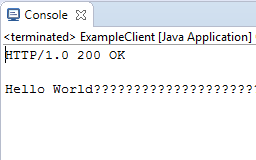 Console
<terminated> ExampleClient [Java Application]
HTTP/1.0 200 OK
Hello World?????????????????????